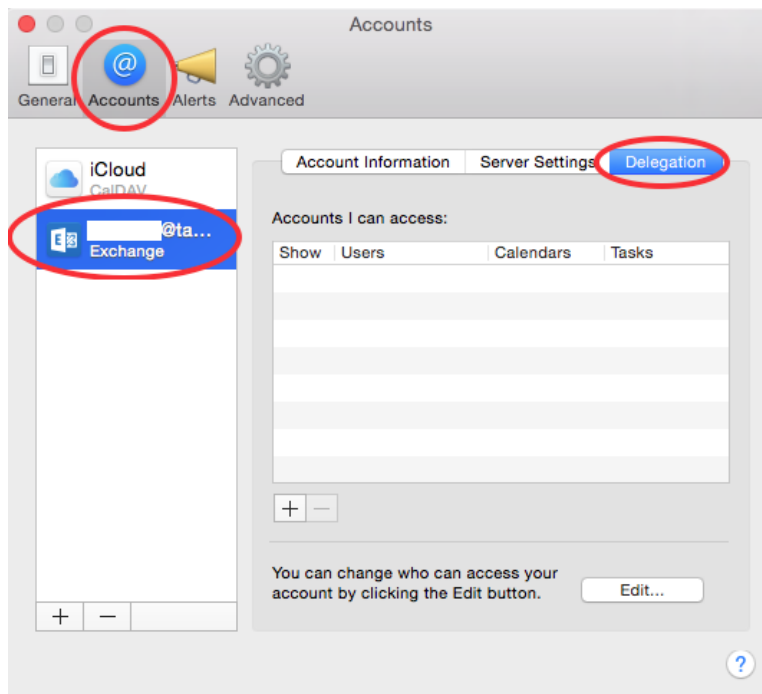 Accounts
General Accounts Alerts Advanced
iCloud
CalDAV
@ta...
Exchange
Account Information Server Settings Delegation
Accounts I can access:
Show Users Calendars Tasks
You can change who can access your
account by clicking the Edit button.
Edit...